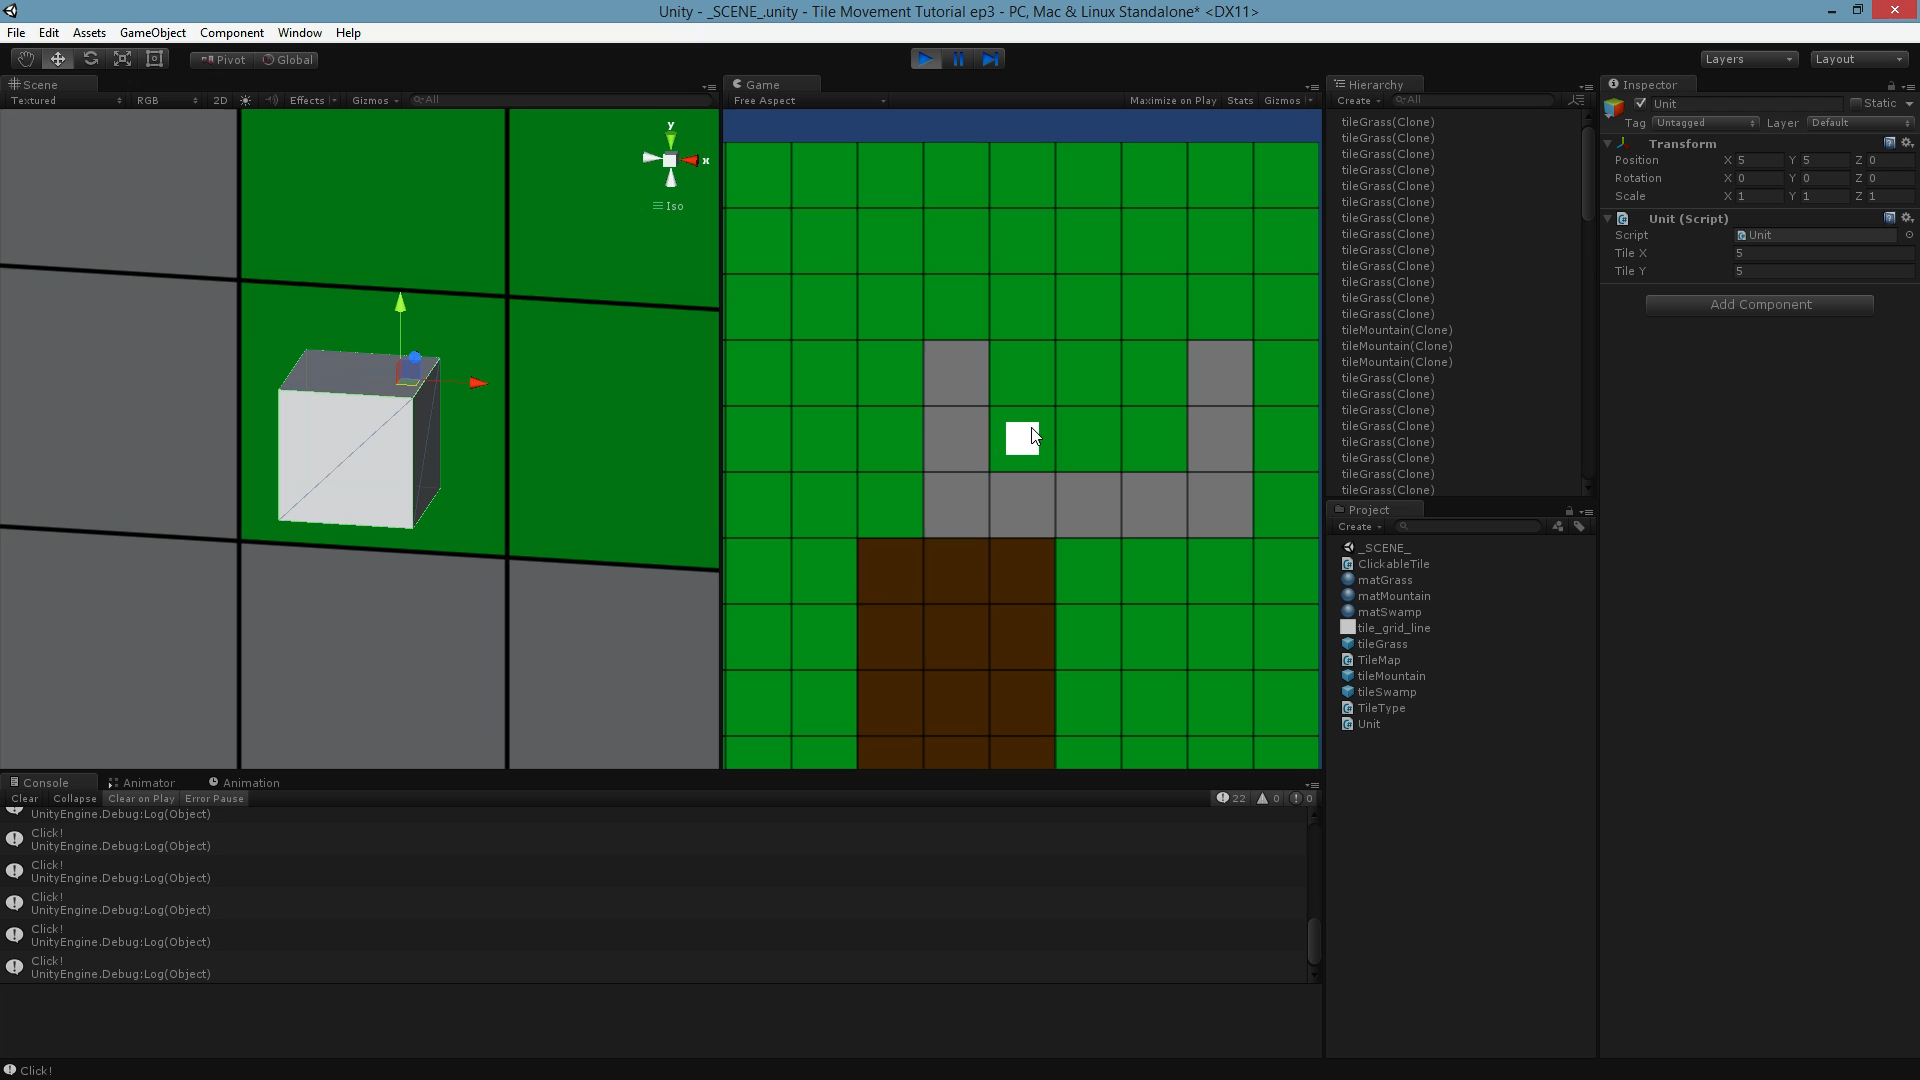 Unity - _SCENE_.unity - Tile Movement Tutorial ep3 - PC, Mac & Linux Standalone* <DX11>
File Edit Assets GameObject Component Window Help
Pivot Global Layers Layout
Scene
Textured RGB 2D Effects Gizmos All
y
x
Iso
Game
Free Aspect Maximize on Play Stats Gizmos
Hierarchy
Create All
tileGrass(Clone)
tileGrass(Clone)
tileGrass(Clone)
tileGrass(Clone)
tileGrass(Clone)
tileGrass(Clone)
tileGrass(Clone)
tileGrass(Clone)
tileGrass(Clone)
tileGrass(Clone)
tileGrass(Clone)
tileGrass(Clone)
tileGrass(Clone)
tileMountain(Clone)
tileMountain(Clone)
tileMountain(Clone)
tileGrass(Clone)
tileGrass(Clone)
tileGrass(Clone)
tileGrass(Clone)
tileGrass(Clone)
tileGrass(Clone)
tileGrass(Clone)
tileGrass(Clone)
Project
Create
_SCENE_
ClickableTile
matGrass
matMountain
matSwamp
tile_grid_line
tileGrass
TileMap
tileMountain
tileSwamp
TileType
Unit
Inspector
Unit Static
Tag Untagged Layer Default
Transform
Position X 5 Y 5 Z 0
Rotation X 0 Y 0 Z 0
Scale X 1 Y 1 Z 1
Unit (Script)
Script Unit
Tile X 5
Tile Y 5
Add Component
Console Animator Animation
Clear Collapse Clear on Play Error Pause 22 0 0
UnityEngine.Debug:Log(Object)
Click!
UnityEngine.Debug:Log(Object)
Click!
UnityEngine.Debug:Log(Object)
Click!
UnityEngine.Debug:Log(Object)
Click!
UnityEngine.Debug:Log(Object)
Click!
UnityEngine.Debug:Log(Object)
Click!